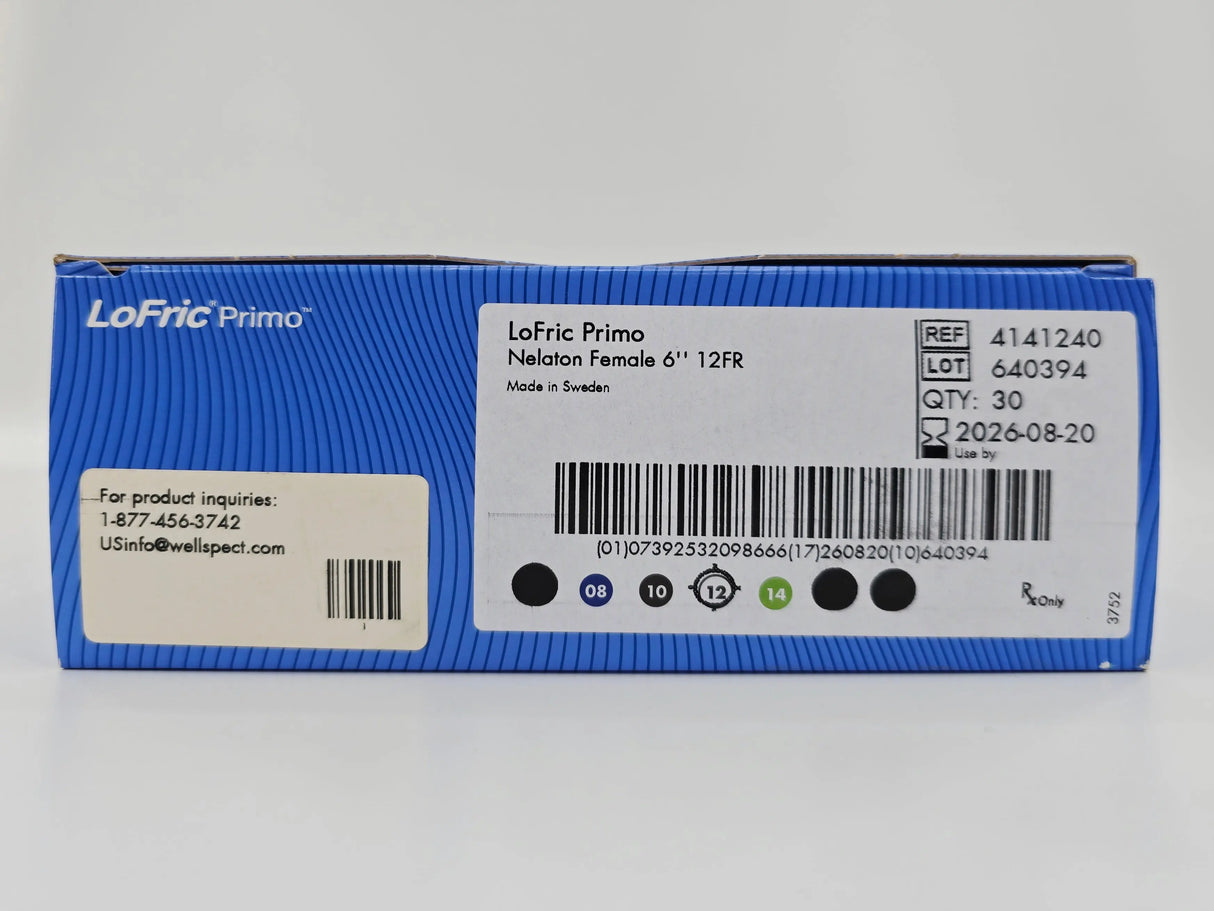 LoFric® Primo™
LoFric Primo
Nelaton Female 6'' 12FR
Made in Sweden
REF 4141240
LOT 640394
QTY: 30
2026-08-20
Use by
(01)07392532098666(17)260820(10)640394
08 10 12 14
Rx Only
3752
For product inquiries:
1-877-456-3742
USinfo@wellspect.com
1